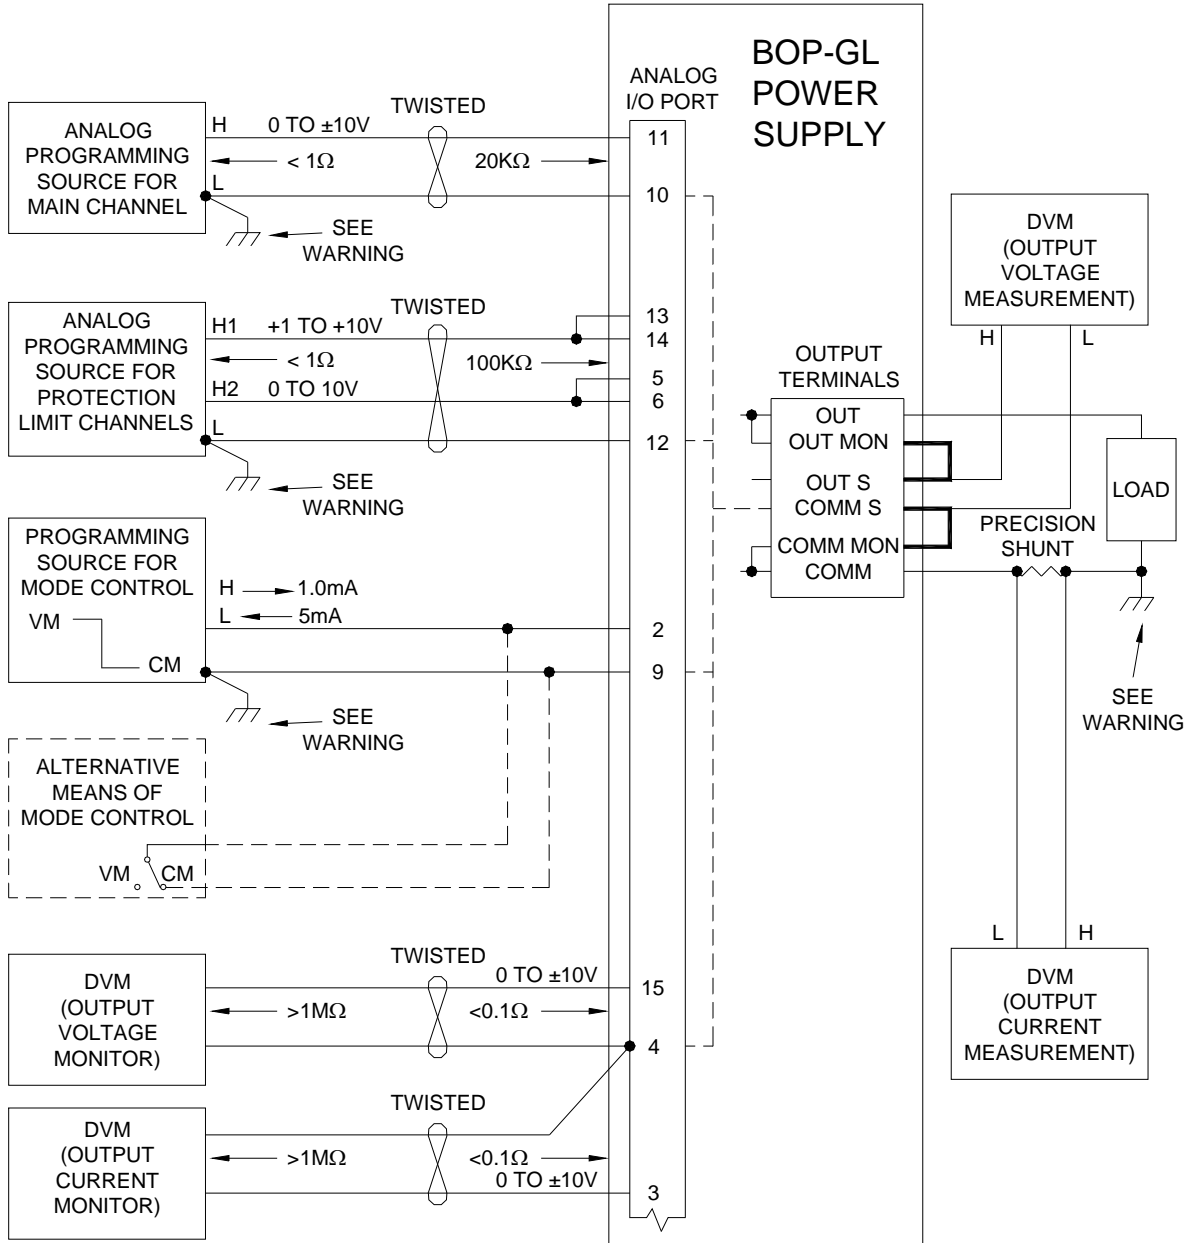 BOP-GL
POWER
SUPPLY
ANALOG
I/O PORT
ANALOG
PROGRAMMING
SOURCE FOR
MAIN CHANNEL
H 0 TO ±10V
TWISTED
< 1Ω
20KΩ
L
11
10
SEE
WARNING
ANALOG
PROGRAMMING
SOURCE FOR
PROTECTION
LIMIT CHANNELS
TWISTED
H1 +1 TO +10V
< 1Ω
100KΩ
H2 0 TO 10V
L
13
14
5
6
12
SEE
WARNING
PROGRAMMING
SOURCE FOR
MODE CONTROL
VM
CM
H 1.0mA
L 5mA
2
9
SEE
WARNING
ALTERNATIVE
MEANS OF
MODE CONTROL
VM CM
DVM
(OUTPUT
VOLTAGE
MONITOR)
TWISTED
0 TO ±10V
>1MΩ
<0.1Ω
15
4
DVM
(OUTPUT
CURRENT
MONITOR)
TWISTED
>1MΩ
<0.1Ω
0 TO ±10V
3
OUTPUT
TERMINALS
OUT
OUT MON
OUT S
COMM S
COMM MON
COMM
DVM
(OUTPUT
VOLTAGE
MEASUREMENT)
H L
LOAD
PRECISION
SHUNT
SEE
WARNING
L H
DVM
(OUTPUT
CURRENT
MEASUREMENT)